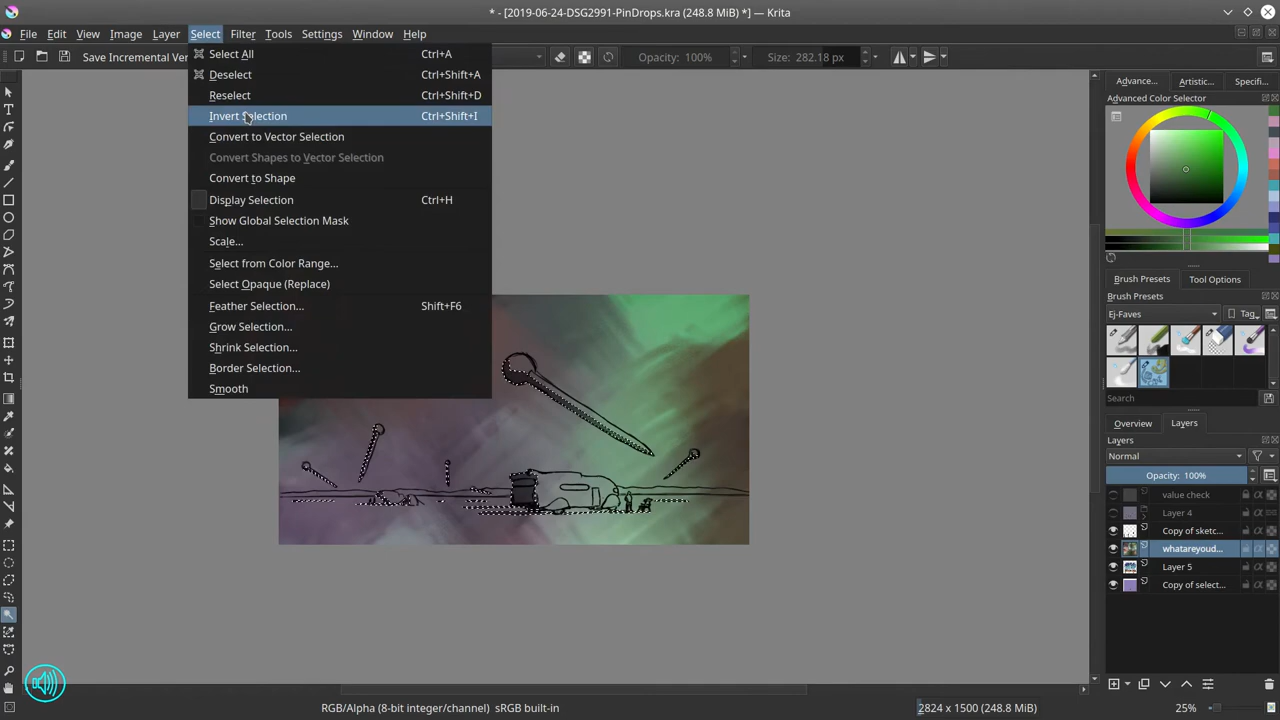 * - [2019-06-24-DSG2991-PinDrops.kra (248.8 MiB) *] — Krita
File Edit View Image Layer Select Filter Tools Settings Window Help
Save Incremental Ver
Opacity: 100%
Size: 282.18 px
Select All Ctrl+A
Deselect Ctrl+Shift+A
Reselect Ctrl+Shift+D
Invert Selection Ctrl+Shift+I
Convert to Vector Selection
Convert Shapes to Vector Selection
Convert to Shape
Display Selection Ctrl+H
Show Global Selection Mask
Scale...
Select from Color Range...
Select Opaque (Replace)
Feather Selection... Shift+F6
Grow Selection...
Shrink Selection...
Border Selection...
Smooth
Advance... Artistic... Specifi...
Advanced Color Selector
Brush Presets Tool Options
Brush Presets
Ej-Faves Tag
Search
Overview Layers
Layers
Normal
Opacity: 100%
value check
Layer 4
Copy of sketc...
whatareyoud...
Layer 5
Copy of select...
RGB/Alpha (8-bit integer/channel) sRGB built-in
2824 x 1500 (248.8 MiB)
25%